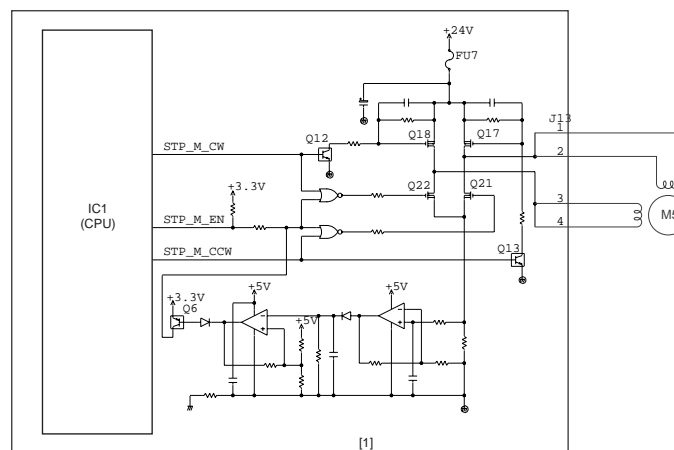 +24V
FU7
J13
1
Q12
Q18
Q17
STP_M_CW
2
+3.3V
Q22
Q21
IC1
(CPU)
3
STP_M_EN
4
M5
STP_M_CCW
Q13
+5V
+5V
+3.3V
Q6
+5V
[1]